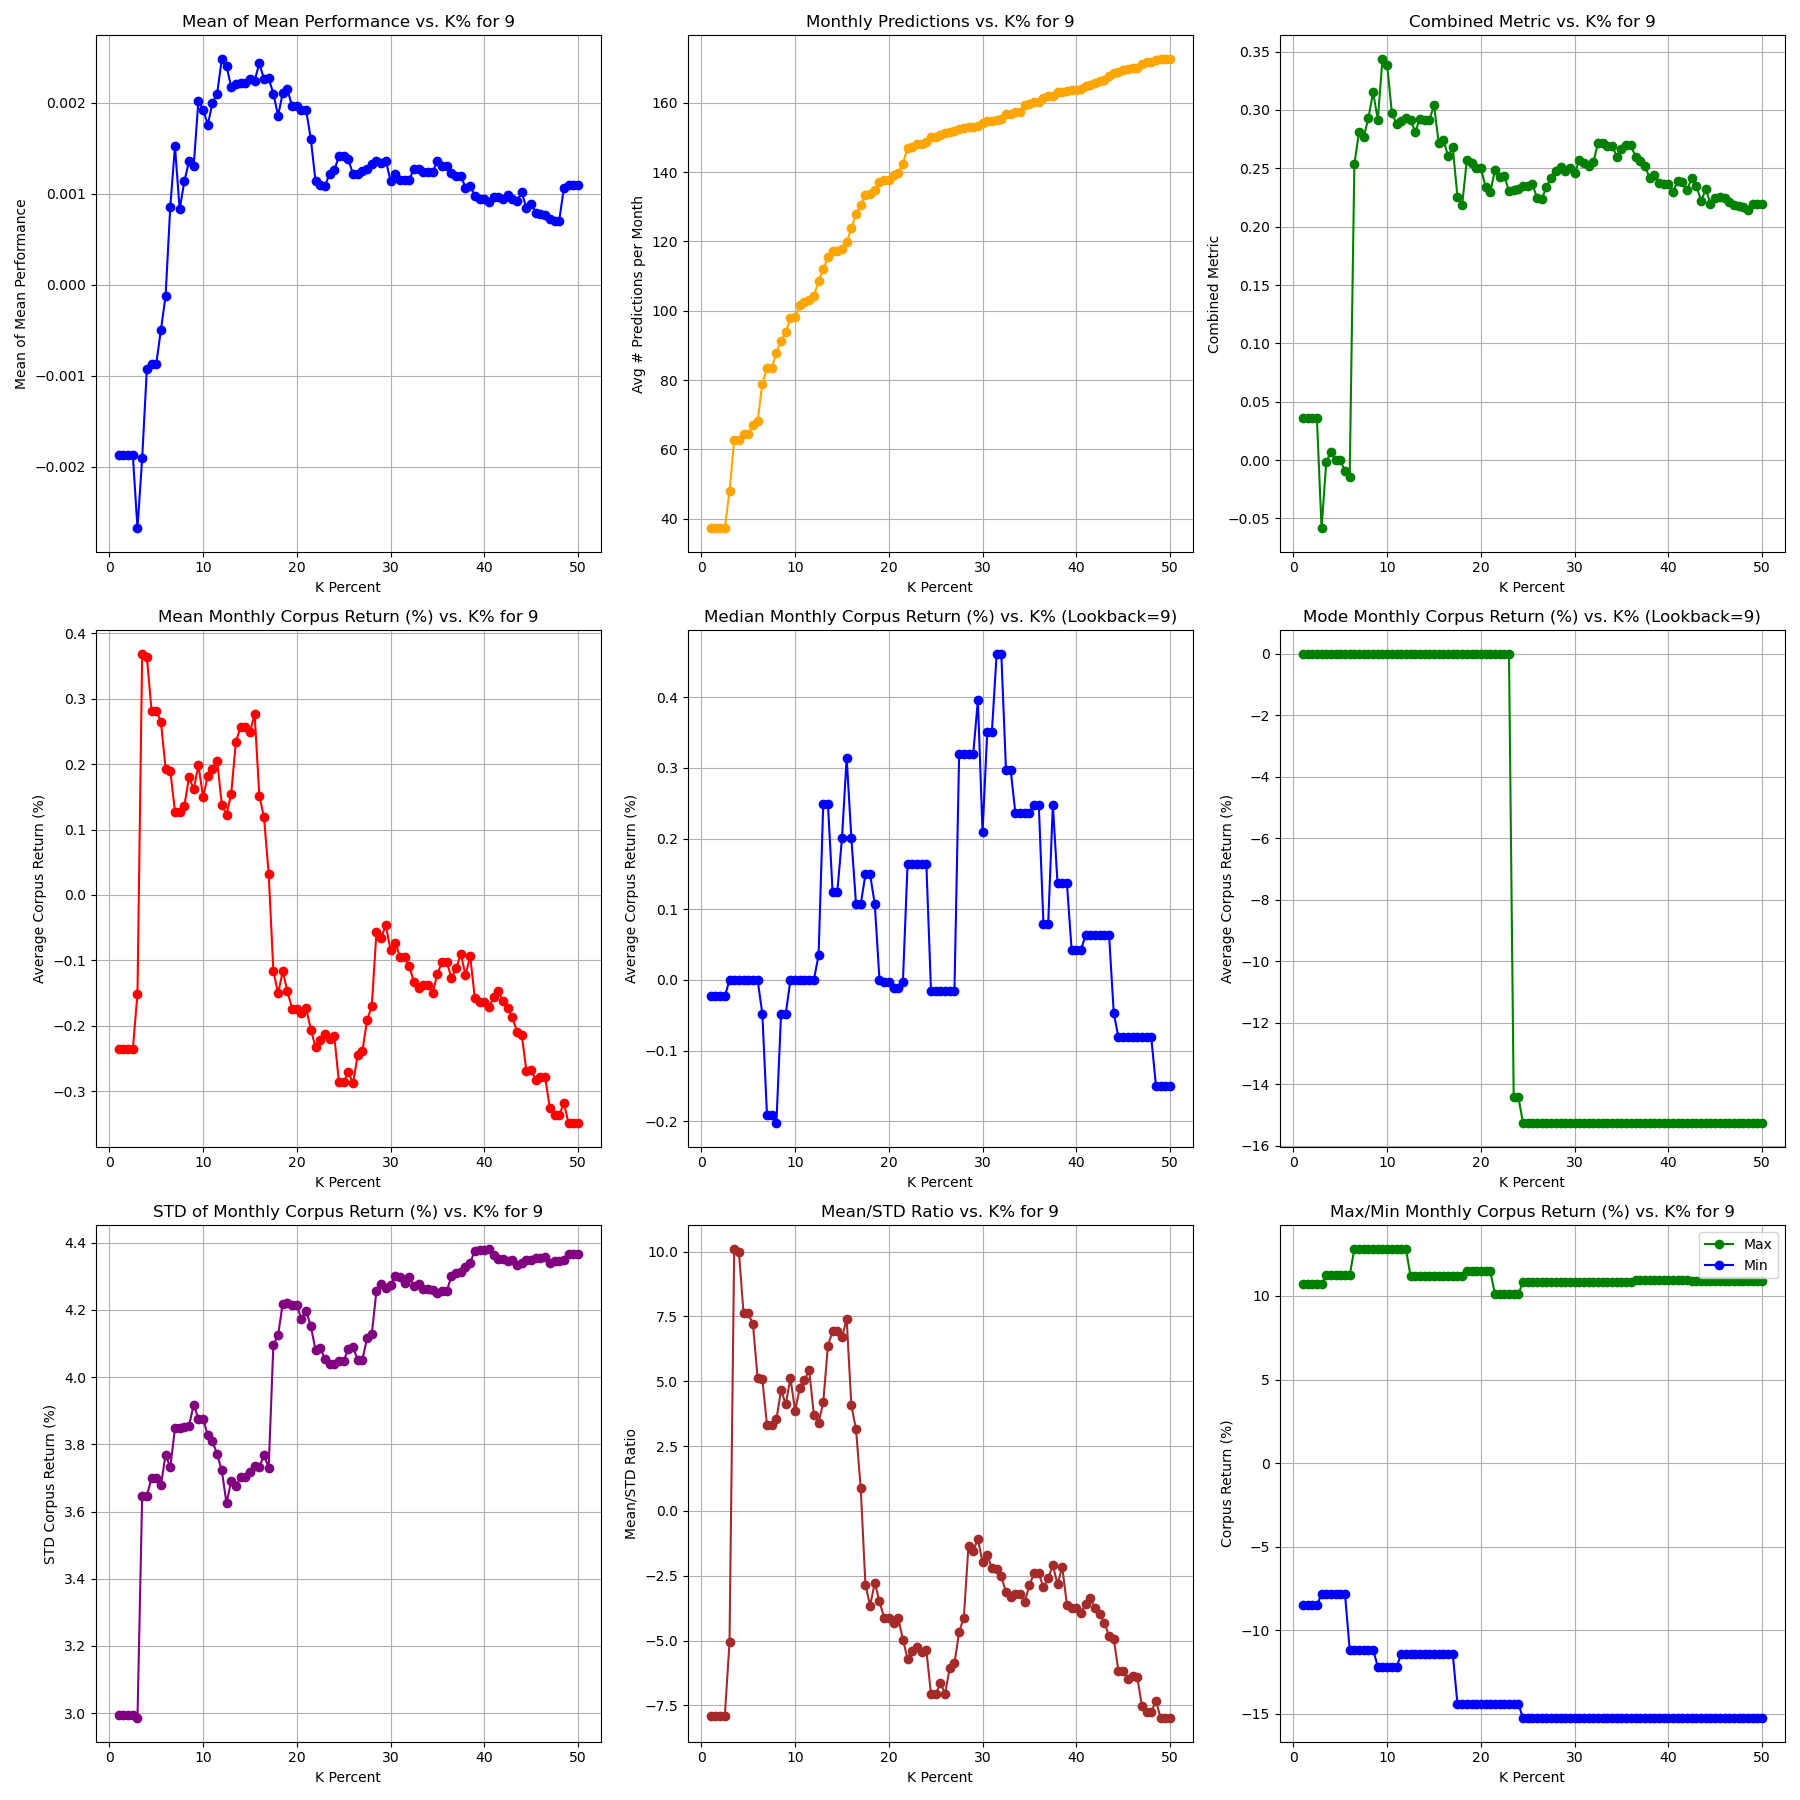 Mean of Mean Performance vs. K% for 9
0.002
0.001
0.000
−0.001
−0.002
Mean of Mean Performance
0 10 20 30 40 50
K Percent
Monthly Predictions vs. K% for 9
160
140
120
100
80
60
40
Avg # Predictions per Month
0 10 20 30 40 50
K Percent
Combined Metric vs. K% for 9
0.35
0.30
0.25
0.20
0.15
0.10
0.05
0.00
−0.05
Combined Metric
0 10 20 30 40 50
K Percent
Mean Monthly Corpus Return (%) vs. K% for 9
0.4
0.3
0.2
0.1
0.0
−0.1
−0.2
−0.3
Average Corpus Return (%)
0 10 20 30 40 50
K Percent
Median Monthly Corpus Return (%) vs. K% (Lookback=9)
0.4
0.3
0.2
0.1
0.0
−0.1
−0.2
Average Corpus Return (%)
0 10 20 30 40 50
K Percent
Mode Monthly Corpus Return (%) vs. K% (Lookback=9)
0
−2
−4
−6
−8
−10
−12
−14
−16
Average Corpus Return (%)
0 10 20 30 40 50
K Percent
STD of Monthly Corpus Return (%) vs. K% for 9
4.4
4.2
4.0
3.8
3.6
3.4
3.2
3.0
STD Corpus Return (%)
0 10 20 30 40 50
K Percent
Mean/STD Ratio vs. K% for 9
10.0
7.5
5.0
2.5
0.0
−2.5
−5.0
−7.5
Mean/STD Ratio
0 10 20 30 40 50
K Percent
Max/Min Monthly Corpus Return (%) vs. K% for 9
Max
Min
10
5
0
−5
−10
−15
Corpus Return (%)
0 10 20 30 40 50
K Percent